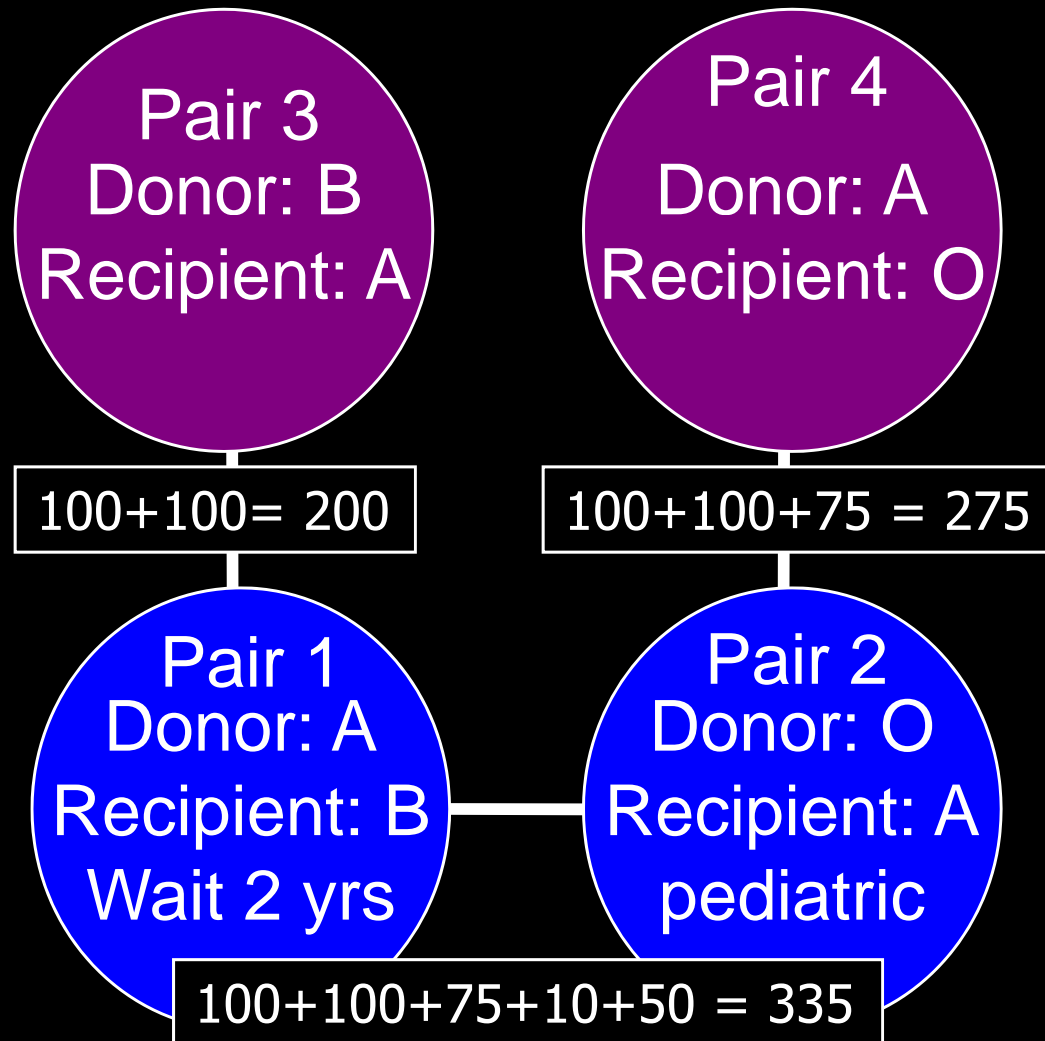 Pair 3
Donor: B
Recipient: A
Pair 4
Donor: A
Recipient: O
100+100= 200
100+100+75 = 275
Pair 1
Donor: A
Recipient: B
Wait 2 yrs
Pair 2
Donor: O
Recipient: A
pediatric
100+100+75+10+50 = 335